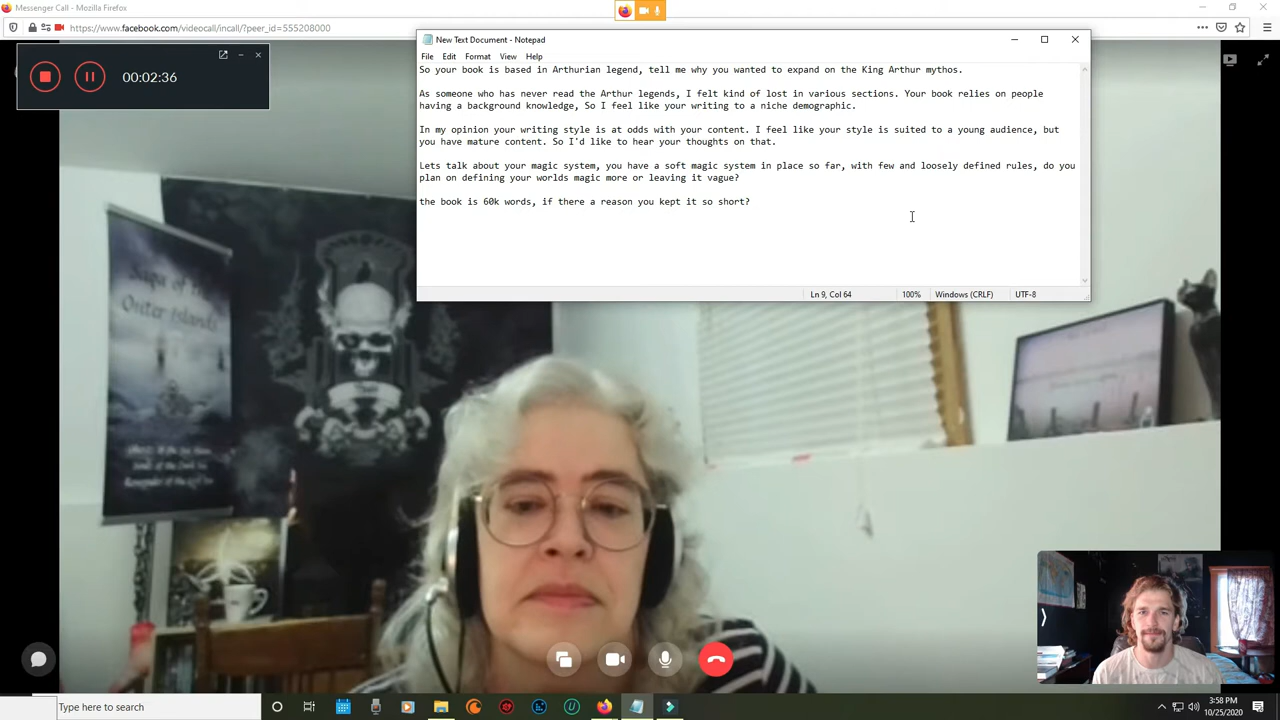 Messenger Call - Mozilla Firefox
https://www.facebook.com/videocall/incall/?peer_id=555208000
00:02:36
New Text Document - Notepad
File Edit Format View Help
So your book is based in Arthurian legend, tell me why you wanted to expand on the King Arthur mythos.
As someone who has never read the Arthur legends, I felt kind of lost in various sections. Your book relies on people
having a background knowledge, So I feel like your writing to a niche demographic.
In my opinion your writing style is at odds with your content. I feel like your style is suited to a young audience, but
you have mature content. So I'd like to hear your thoughts on that.
Lets talk about your magic system, you have a soft magic system in place so far, with few and loosely defined rules, do you
plan on defining your worlds magic more or leaving it vague?
the book is 60k words, if there a reason you kept it so short?
Ln 9, Col 64 100% Windows (CRLF) UTF-8
Saga of the
Outer Islands
Type here to search
3:58 PM
10/25/2020